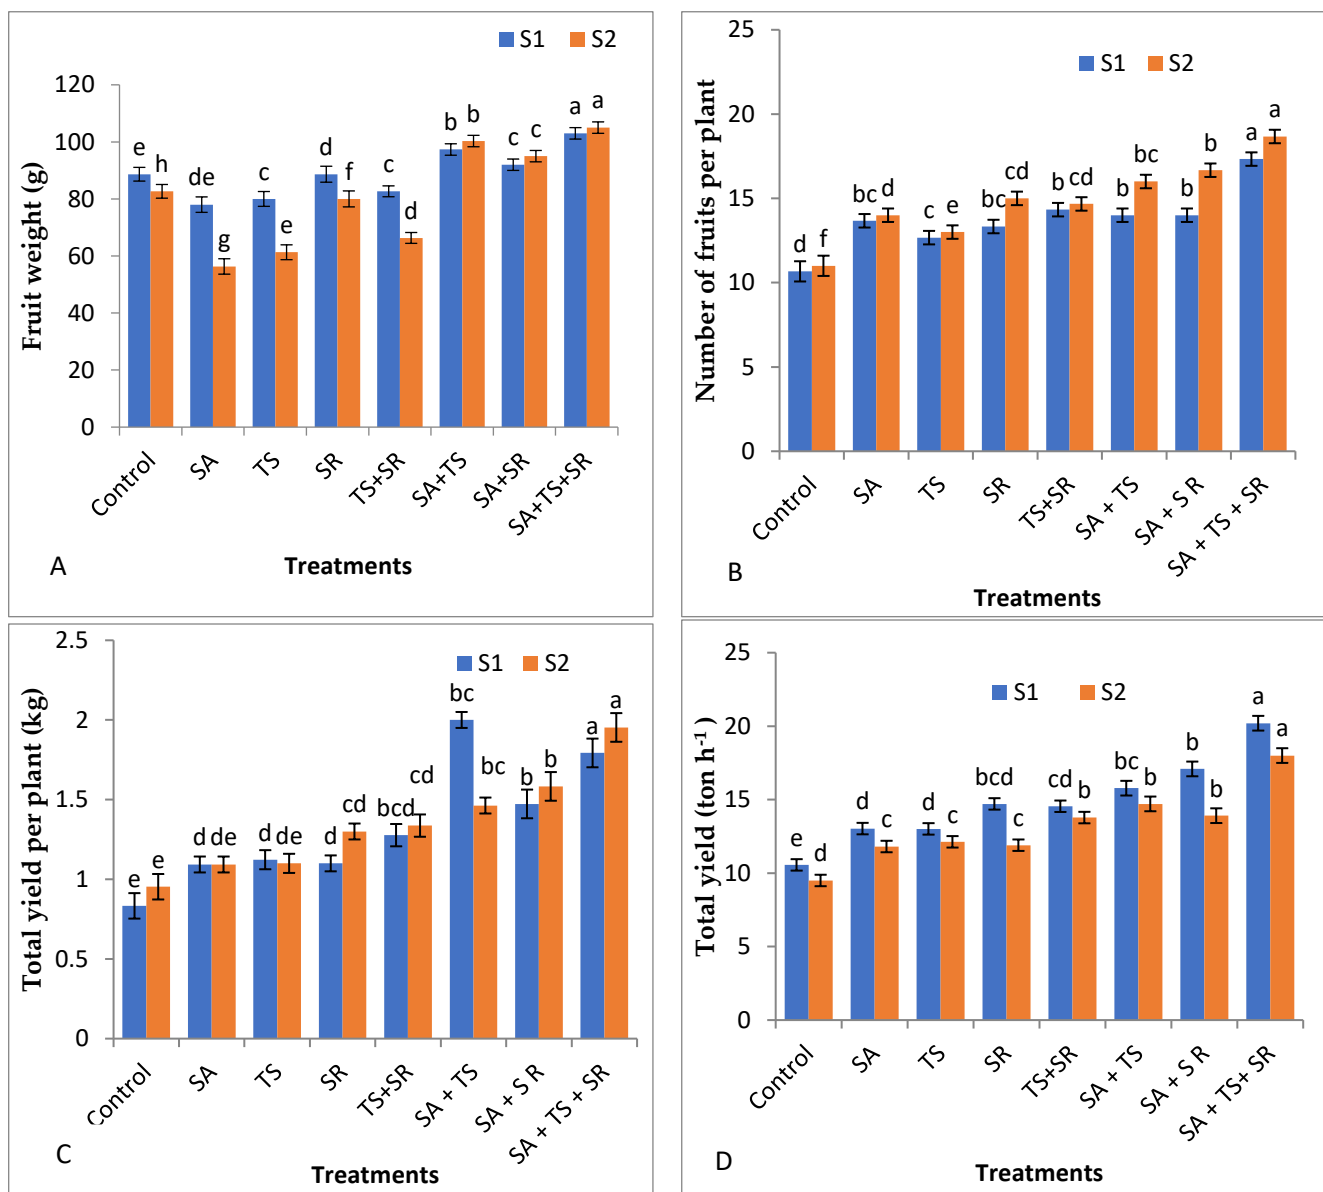 S1 S2
120
100
80
60
40
20
0
Fruit weight (g)
e h de g c e d f c d b b c c a a
Control SA TS SR TS+SR SA+TS SA+SR SA+TS+SR
A
Treatments
25
20
15
10
5
0
S1 S2
Number of fruits per plant
d f bc d c e bc cd b cd b bc b b a a
Control SA TS SR TS+SR SA + TS SA + S R SA + TS + SR
B
Treatments
2.5
2
1.5
1
0.5
0
S1 S2
Total yield per plant (kg)
e e d de d de d cd bcd cd bc bc b b a a
Control SA TS SR TS+SR SA + TS SA + S R SA + TS + SR
C
Treatments
25
20
15
10
5
0
S1 S2
Total yield (ton h-1 )
e d d c d c bcd c cd b bc b b b a a
Control SA TS SR TS+SR SA + TS SA + S R SA + TS+ SR
D
Treatments